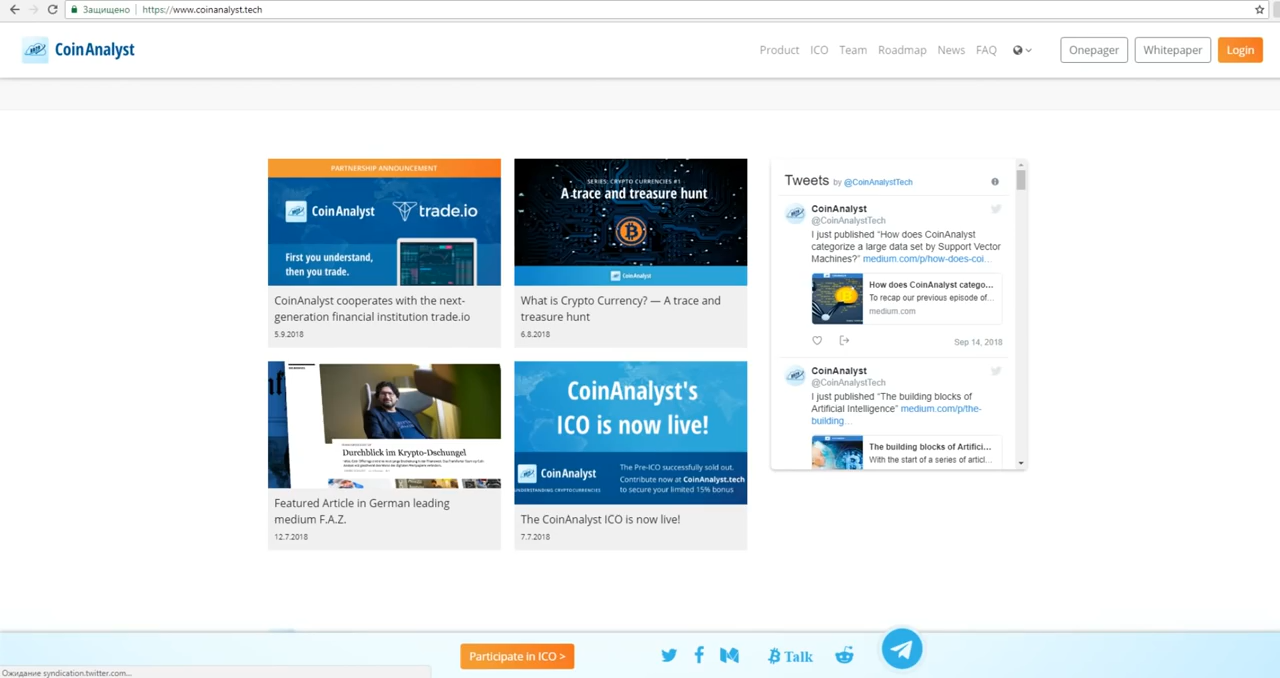 Защищено https://www.coinanalyst.tech
CoinAnalyst
Product ICO Team Roadmap News FAQ
Onepager Whitepaper Login
PARTNERSHIP ANNOUNCEMENT
CoinAnalyst trade.io
First you understand,
then you trade.
CoinAnalyst cooperates with the next-
generation financial institution trade.io
5.9.2018
SERIES: CRYPTO CURRENCIES #1
A trace and treasure hunt
CoinAnalyst
What is Crypto Currency? — A trace and
treasure hunt
6.8.2018
Durchblick im Krypto-Dschungel
Featured Article in German leading
medium F.A.Z.
12.7.2018
CoinAnalyst's
ICO is now live!
CoinAnalyst
UNDERSTANDING CRYPTOCURRENCIES
The Pre-ICO successfully sold out.
Contribute now at CoinAnalyst.tech
to secure your limited 15% bonus
The CoinAnalyst ICO is now live!
7.7.2018
Tweets by @CoinAnalystTech
CoinAnalyst
@CoinAnalystTech
I just published “How does CoinAnalyst
categorize a large data set by Support Vector
Machines?” medium.com/p/how-does-coi…
How does CoinAnalyst catego...
To recap our previous episode of...
medium.com
Sep 14, 2018
CoinAnalyst
@CoinAnalystTech
I just published “The building blocks of
Artificial Intelligence” medium.com/p/the-
building…
The building blocks of Artifici...
With the start of a series of articl...
Participate in ICO >
Talk
Ожидание syndication.twitter.com...